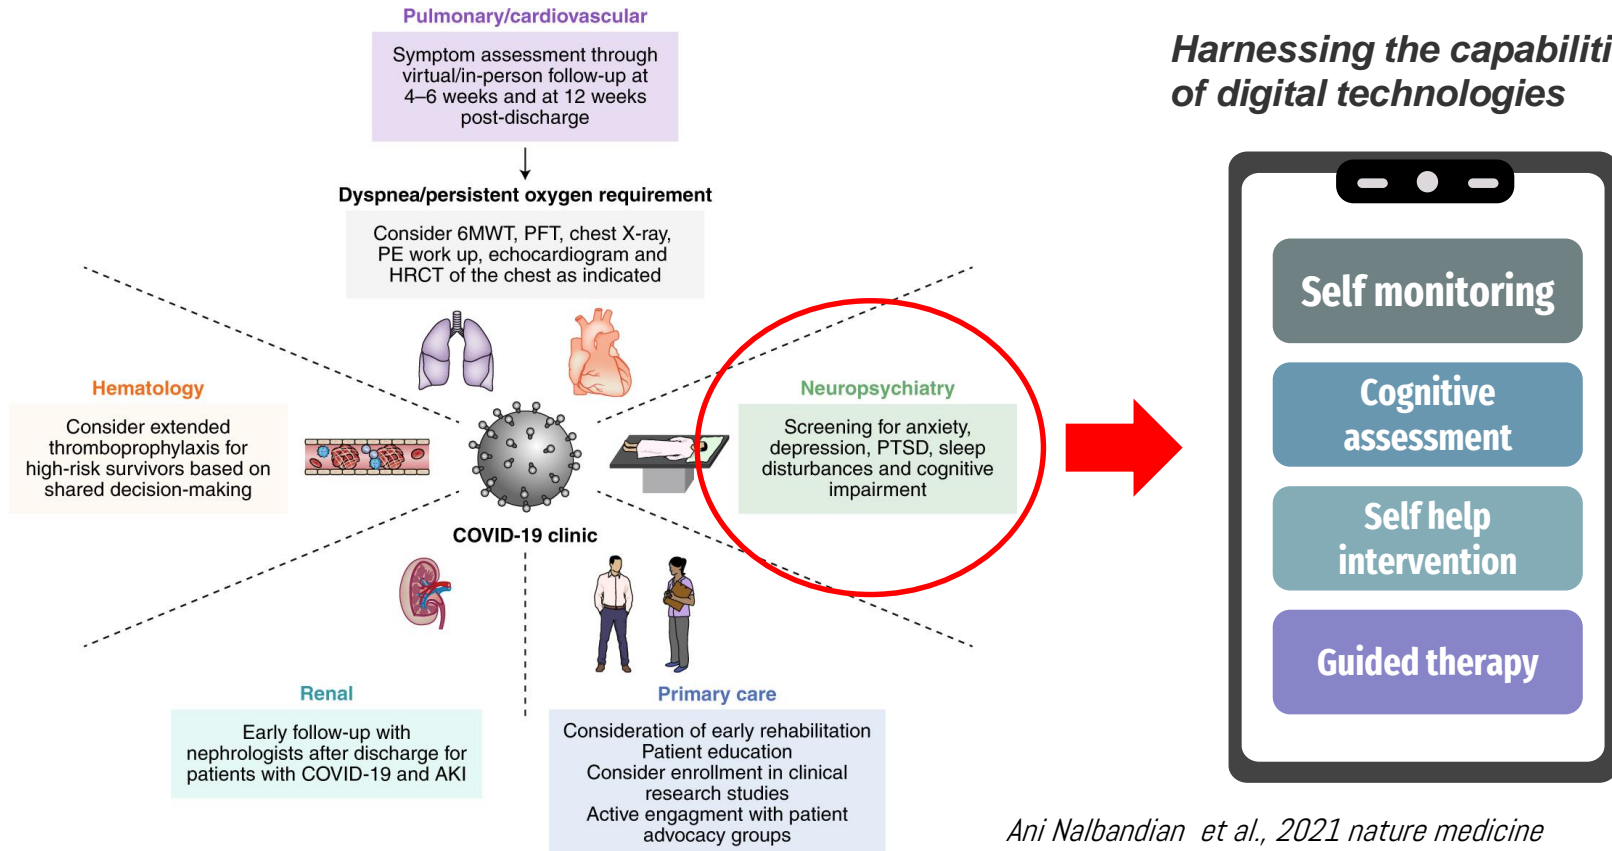 Pulmonary/cardiovascular
Symptom assessment through
virtual/in-person follow-up at
4–6 weeks and at 12 weeks
post-discharge
Dyspnea/persistent oxygen requirement
Consider 6MWT, PFT, chest X-ray,
PE work up, echocardiogram and
HRCT of the chest as indicated
Hematology
Consider extended
thromboprophylaxis for
high-risk survivors based on
shared decision-making
Neuropsychiatry
Screening for anxiety,
depression, PTSD, sleep
disturbances and cognitive
impairment
COVID-19 clinic
Renal
Early follow-up with
nephrologists after discharge for
patients with COVID-19 and AKI
Primary care
Consideration of early rehabilitation
Patient education
Consider enrollment in clinical
research studies
Active engagment with patient
advocacy groups
Harnessing the capabiliti
of digital technologies
Self monitoring
Cognitive
assessment
Self help
intervention
Guided therapy
Ani Nalbandian et al., 2021 nature medicine